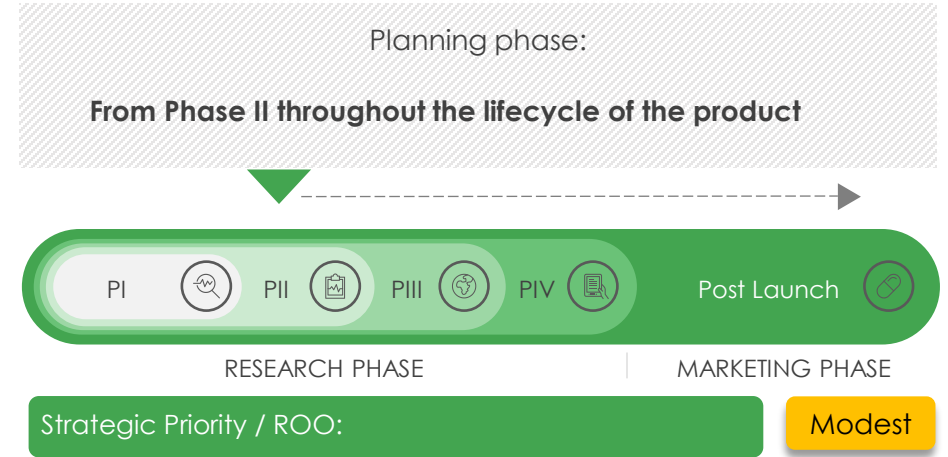 Planning phase:
From Phase II throughout the lifecycle of the product
PI PII PIII PIV Post Launch
RESEARCH PHASE MARKETING PHASE
Strategic Priority / ROO: Modest